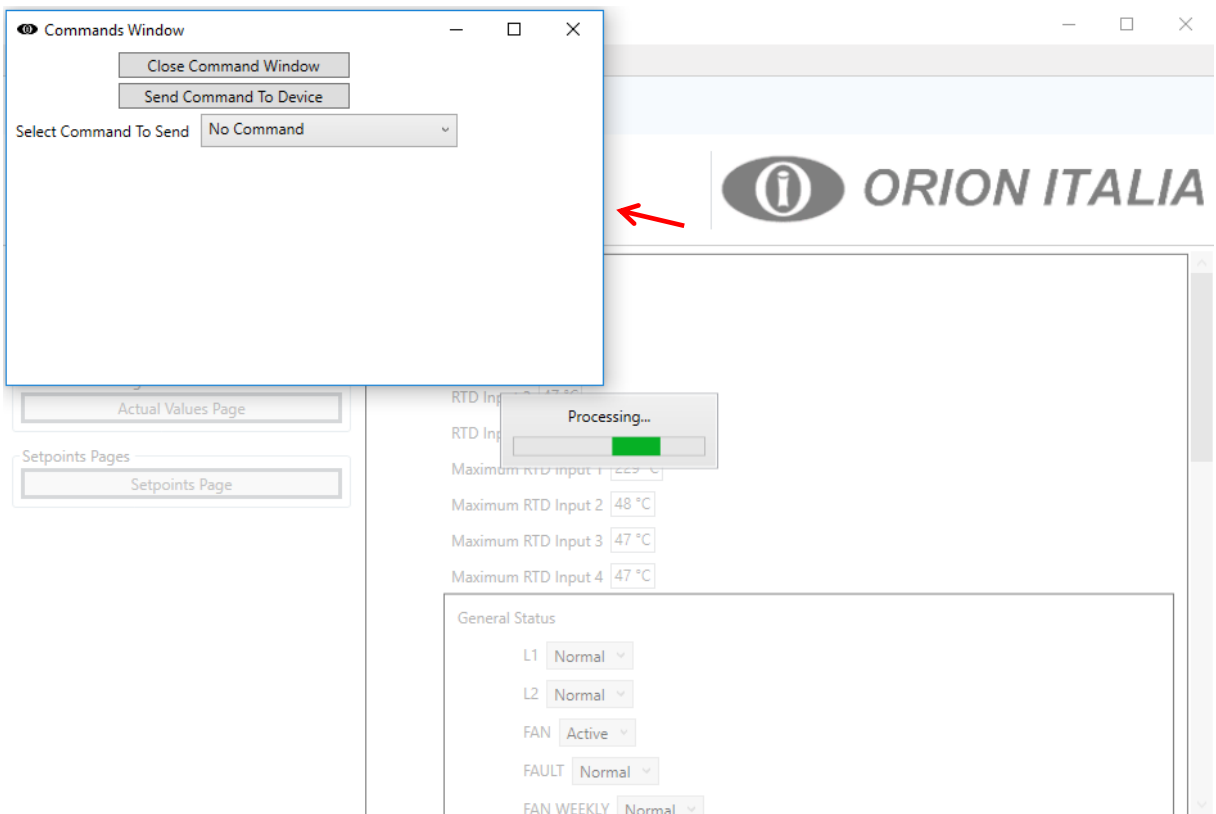 Commands Window
Close Command Window
Send Command To Device
Select Command To Send No Command
ORION ITALIA
Actual Values Page
Setpoints Pages
Setpoints Page
RTD
RTD
Processing...
Maximum RTD Input 1 229 °C
Maximum RTD Input 2 48 °C
Maximum RTD Input 3 47 °C
Maximum RTD Input 4 47 °C
General Status
L1 Normal
L2 Normal
FAN Active
FAULT Normal
FAN WEEKLY Normal